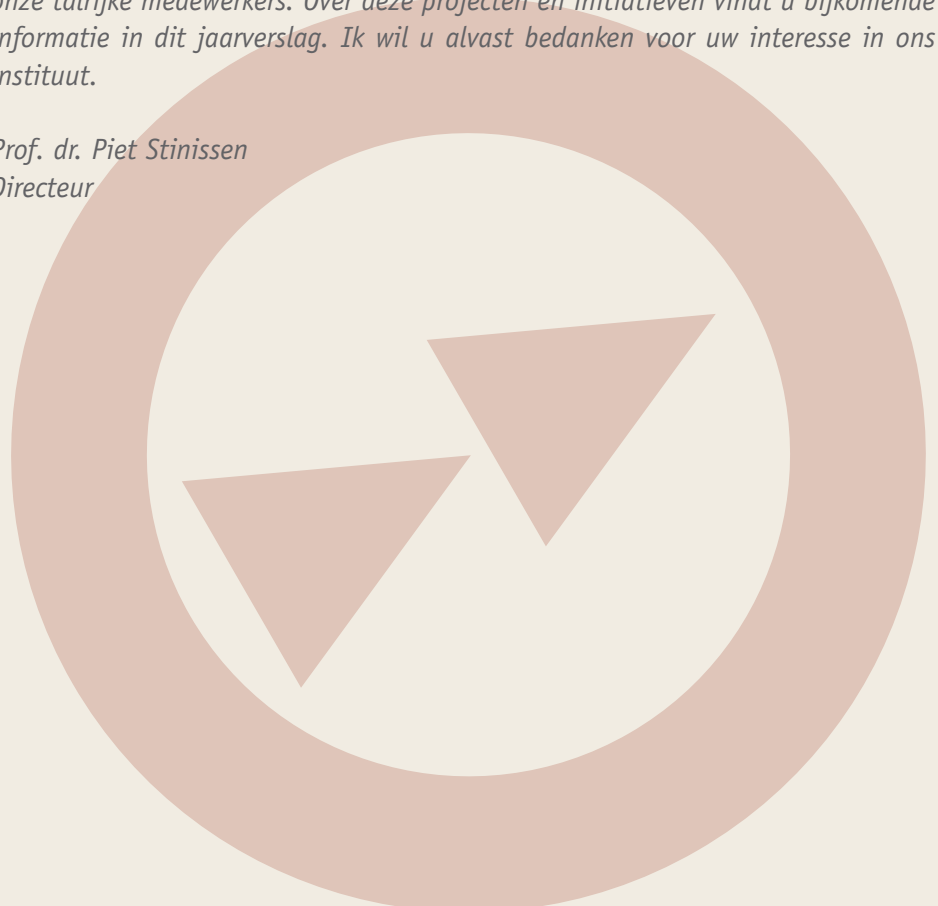 onze talrijke medewerkers. Over deze projecten en initiatieven vindt u bijkomende
informatie in dit jaarverslag. Ik wil u alvast bedanken voor uw interesse in ons
instituut.
Prof. dr. Piet Stinissen
Directeur